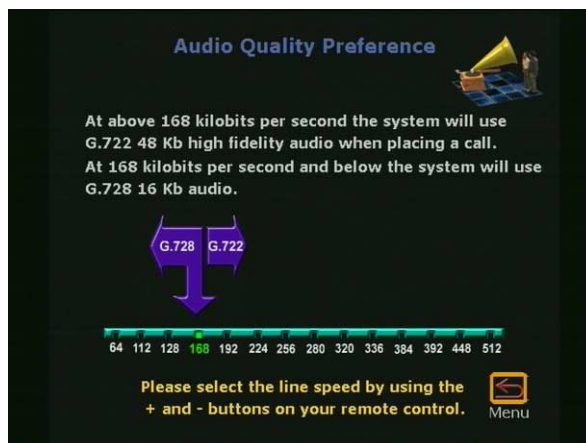 Audio Quality Preference
At above 168 kilobits per second the system will use
G.722 48 Kb high fidelity audio when placing a call.
At 168 kilobits per second and below the system will use
G.728 16 Kb audio.
G.728 G.722
64 112 128 168 192 224 256 280 320 336 384 392 448 512
Please select the line speed by using the
+ and - buttons on your remote control.
Menu